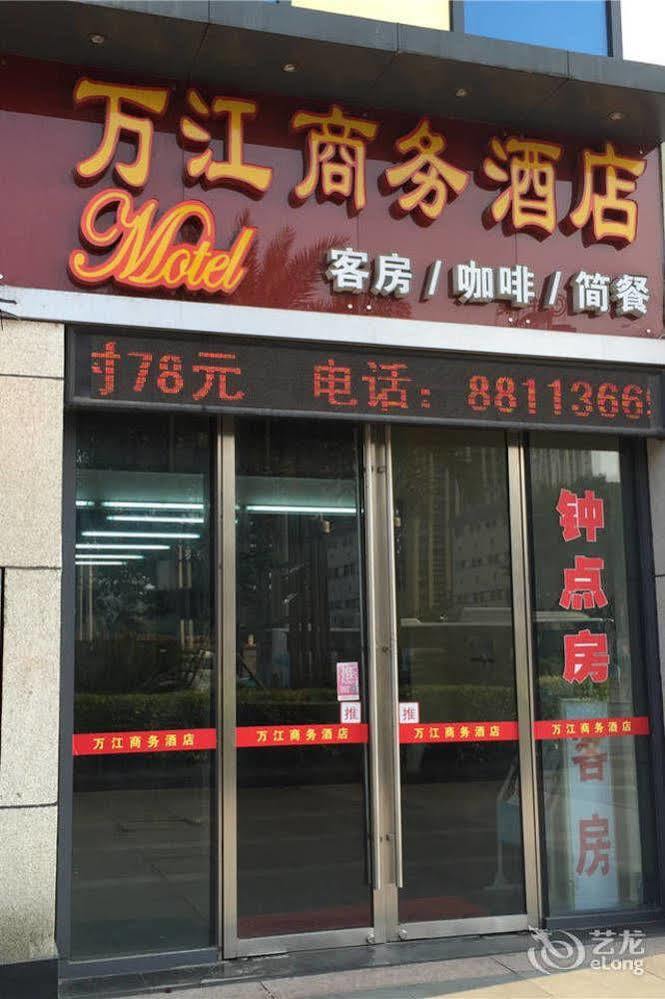 万江商务酒店
Motel
客房/咖啡/简餐
时78元 电话：8811366
钟点房
客房
推
推
推
万江商务酒店
万江商务酒店
万江商务酒店
万江商务酒店
艺龙
eLong